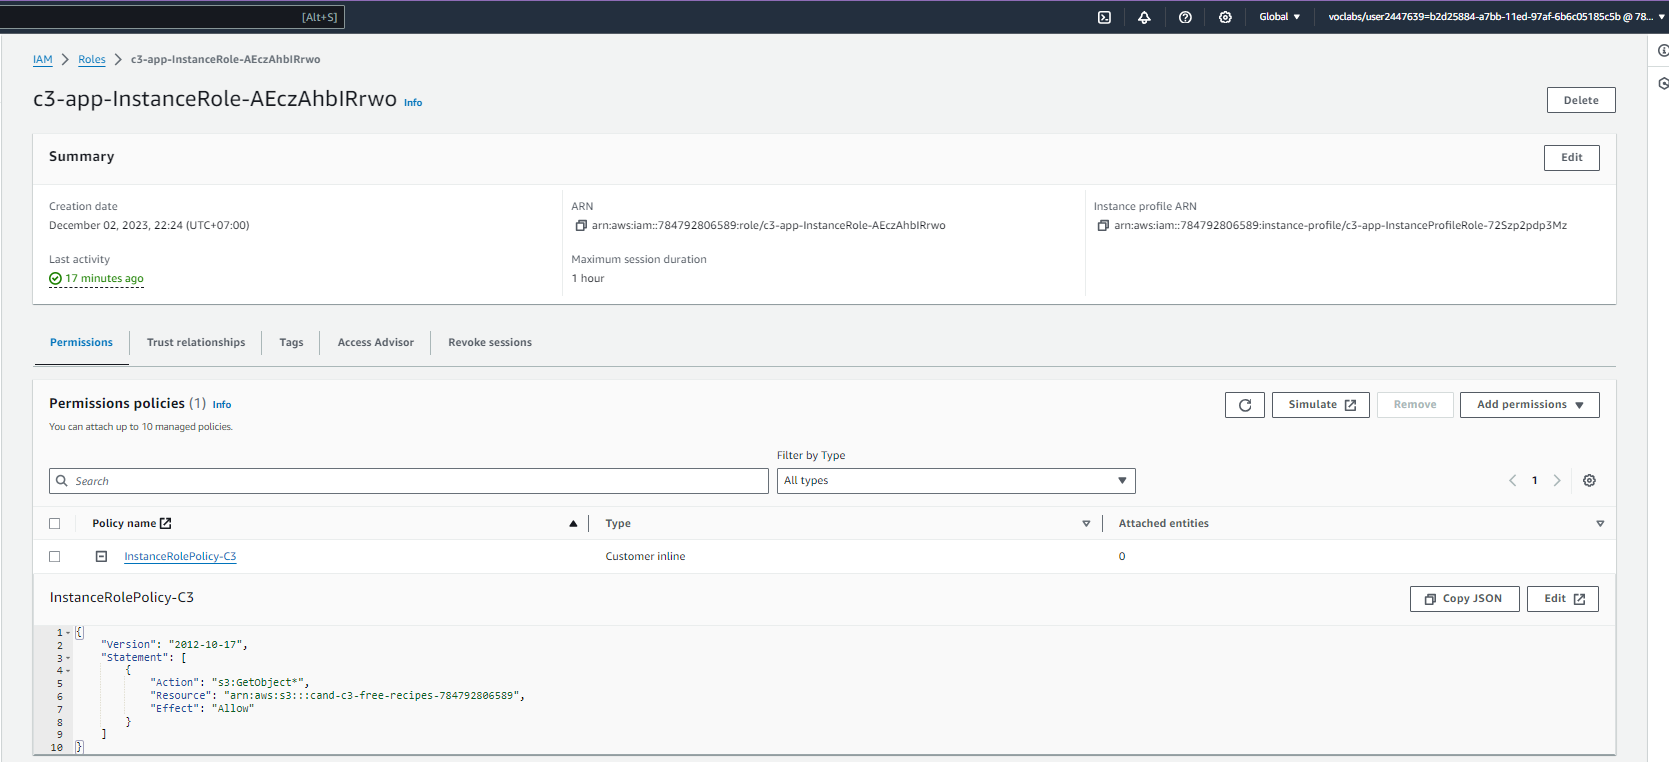 [Alt+S] Global voclabs/user2447639=b2d25884-a7bb-11ed-97af-6b6c05185c5b @ 78...
IAM Roles c3-app-InstanceRole-AEczAhbIRrwo
c3-app-InstanceRole-AEczAhbIRrwo Info
Delete
Summary
Edit
Creation date
December 02, 2023, 22:24 (UTC+07:00)
ARN
arn:aws:iam::784792806589:role/c3-app-InstanceRole-AEczAhbIRrwo
Instance profile ARN
arn:aws:iam::784792806589:instance-profile/c3-app-InstanceProfileRole-72Szp2pdp3Mz
Last activity
17 minutes ago
Maximum session duration
1 hour
Permissions Trust relationships Tags Access Advisor Revoke sessions
Permissions policies (1) Info
You can attach up to 10 managed policies.
Simulate Remove Add permissions
Filter by Type
Search All types 1
Policy name Type Attached entities
InstanceRolePolicy-C3 Customer inline 0
InstanceRolePolicy-C3
Copy JSON Edit
1 {
2 "Version": "2012-10-17",
3 "Statement": [
4 {
5 "Action": "s3:GetObject*",
6 "Resource": "arn:aws:s3:::cand-c3-free-recipes-784792806589",
7 "Effect": "Allow"
8 }
9 ]
10 }